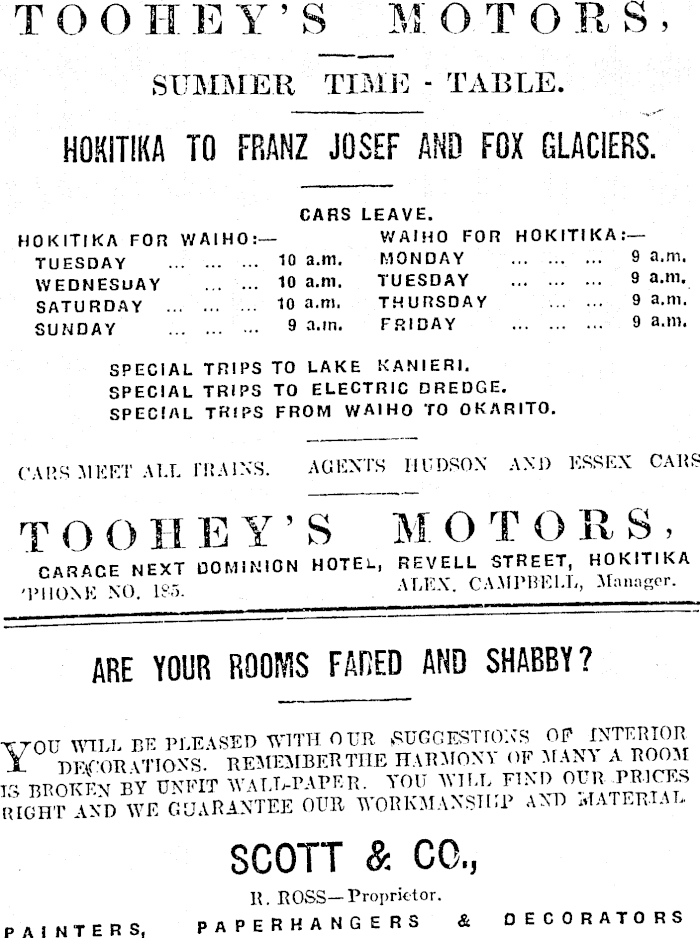 TOOHEY'S MOTORS,
SUMMER TIME-TABLE.
HOKITIKA TO FRANZ JOSEF AND FOX GLACIERS.
CARS LEAVE.
HOKITIKA FOR WAIHO:—
TUESDAY ... ... ... 10 a.m.
WEDNESDAY ... ... 10 a.m.
SATURDAY ... ... ... 10 a.m.
SUNDAY ... ... ... 9 a.m.
WAIHO FOR HOKITIKA:—
MONDAY ... ... ... 9 a.m.
TUESDAY ... ... ... 9 a.m.
THURSDAY ... ... 9 a.m.
FRIDAY ... ... ... 9 a.m.
SPECIAL TRIPS TO LAKE KANIERI.
SPECIAL TRIPS TO ELECTRIC DREDGE.
SPECIAL TRIPS FROM WAIHO TO OKARITO.
CARS MEET ALL TRAINS. AGENTS HUDSON AND ESSEX CARS
TOOHEY'S MOTORS,
GARAGE NEXT DOMINION HOTEL, REVELL STREET, HOKITIKA
'PHONE NO. 185. ALEX. CAMPBELL, Manager.
ARE YOUR ROOMS FADED AND SHABBY?
YOU WILL BE PLEASED WITH OUR SUGGESTIONS OF INTERIOR
DECORATIONS. REMEMBER THE HARMONY OF MANY A ROOM
IS BROKEN BY UNFIT WALL-PAPER. YOU WILL FIND OUR PRICES
RIGHT AND WE GUARANTEE OUR WORKMANSHIP AND MATERIAL
SCOTT & CO.,
R. ROSS—Proprietor.
PAINTERS, PAPERHANGERS & DECORATORS